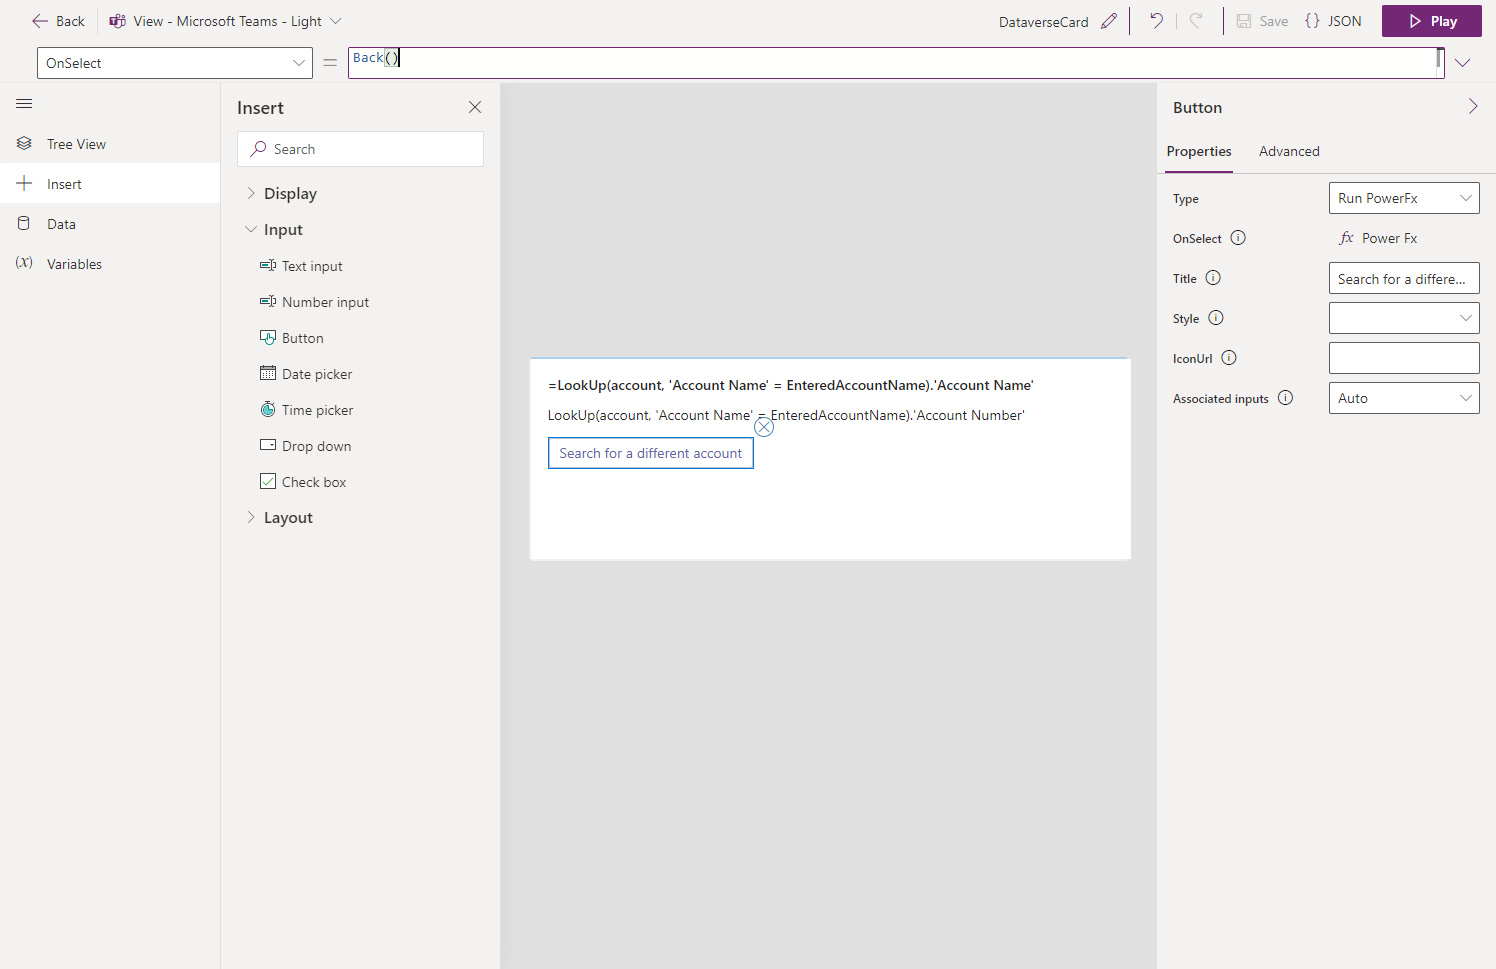 Back
View - Microsoft Teams - Light
DataverseCard
Save
{} JSON
Play
OnSelect
=
Back()
Tree View
Insert
Data
(x) Variables
Insert
Search
Display
Input
Text input
Number input
Button
Date picker
Time picker
Drop down
Check box
Layout
=LookUp(account, 'Account Name' = EnteredAccountName).'Account Name'
LookUp(account, 'Account Name' = EnteredAccountName).'Account Number'
Search for a different account
Button
Properties
Advanced
Type
Run PowerFx
OnSelect
fx Power Fx
Title
Search for a differe...
Style
IconUrl
Associated inputs
Auto